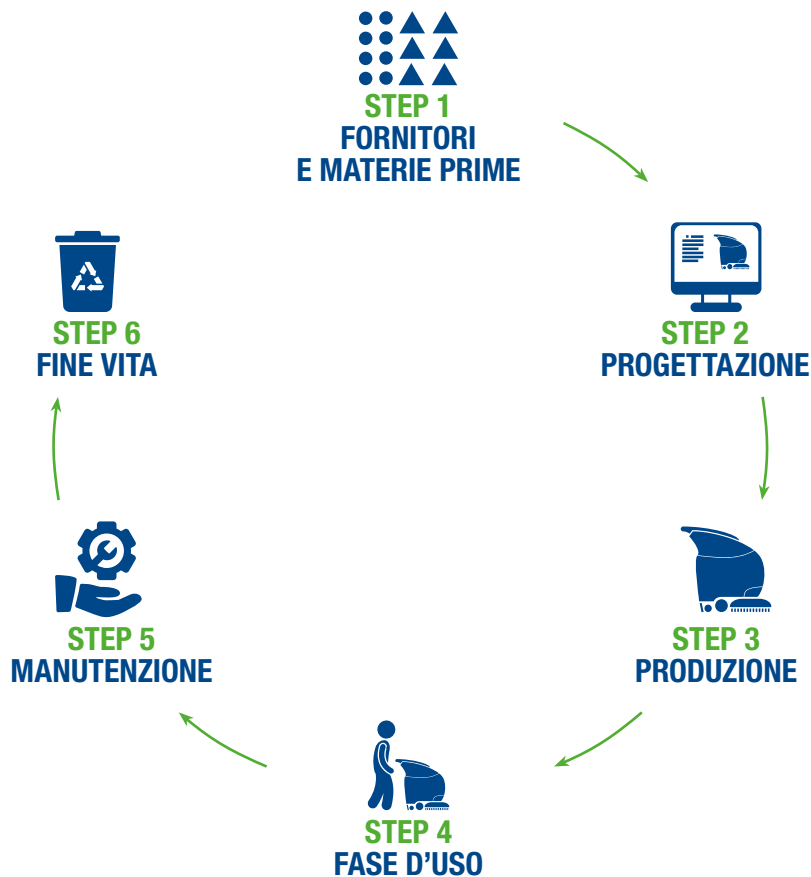 STEP 1
FORNITORI
E MATERIE PRIME
STEP 2
PROGETTAZIONE
STEP 3
PRODUZIONE
STEP 4
FASE D'USO
STEP 5
MANUTENZIONE
STEP 6
FINE VITA